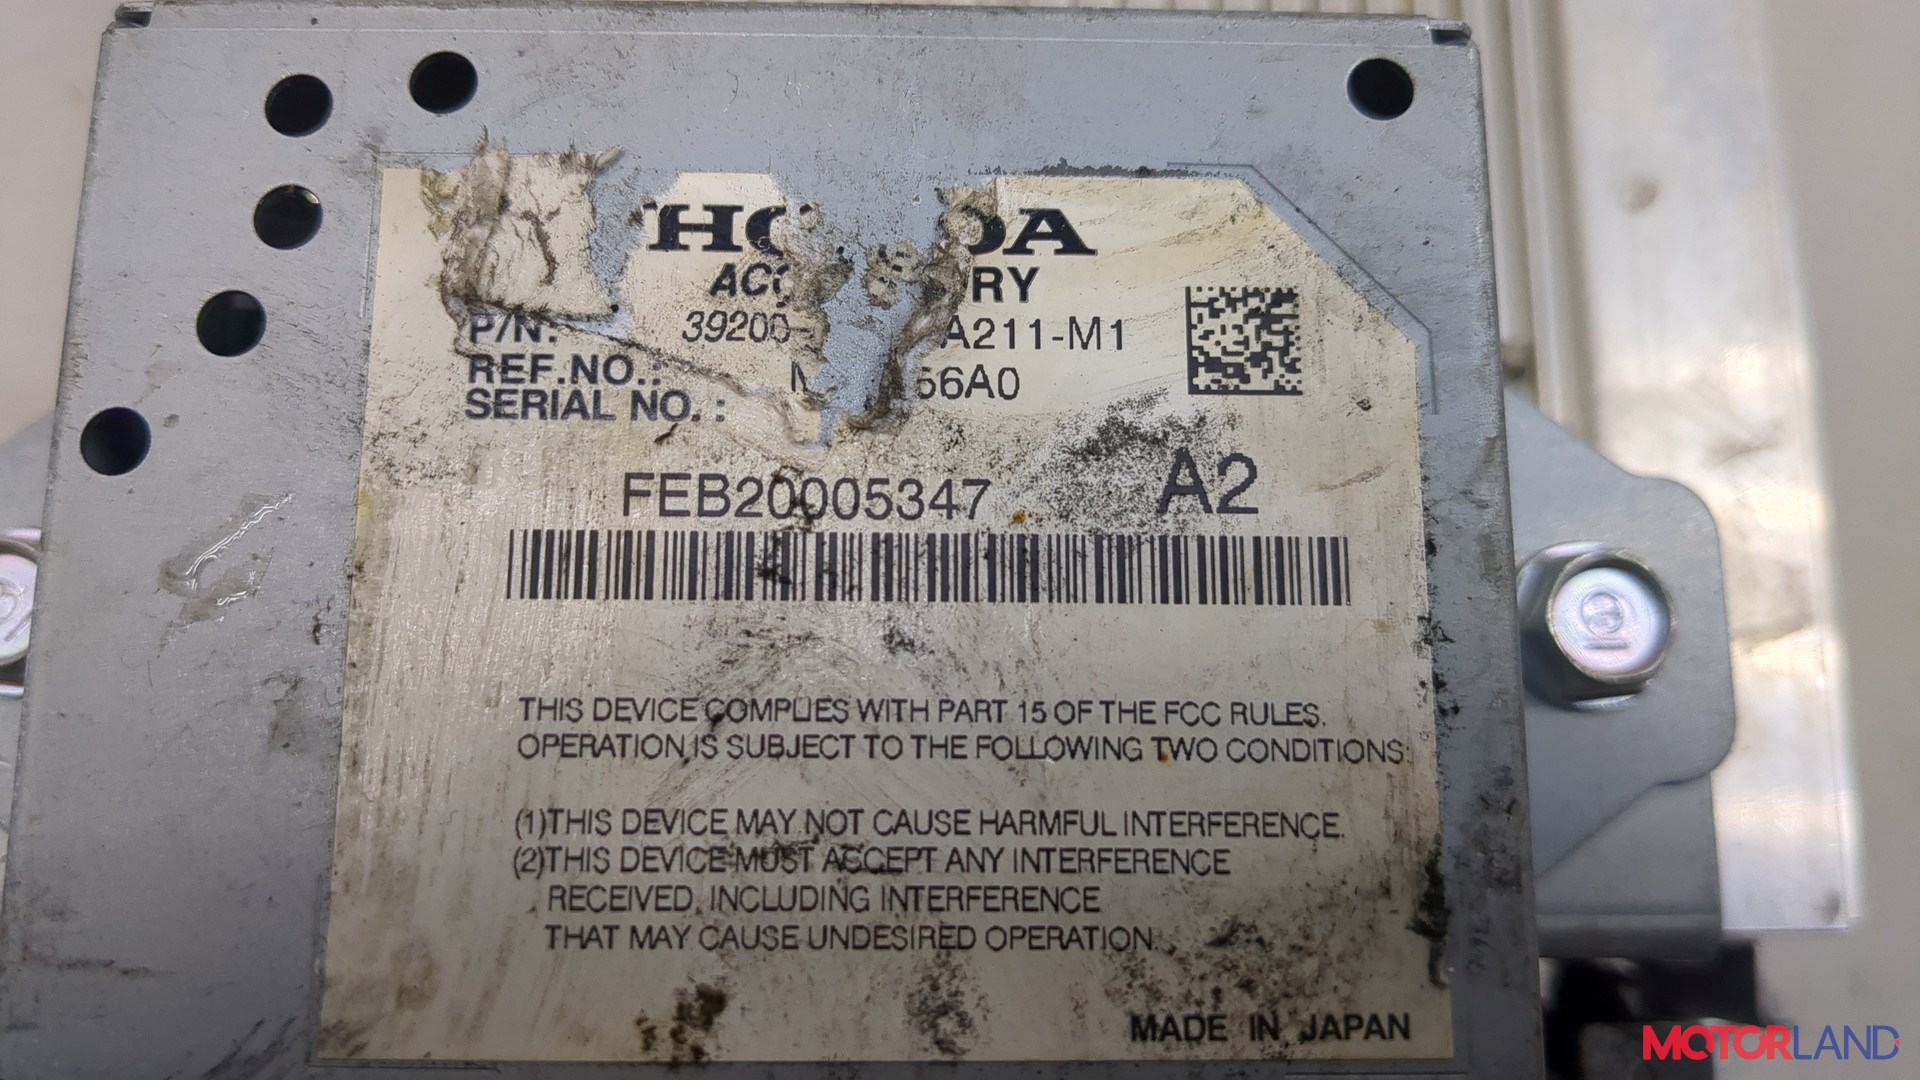 A2
P/N:
REF.NO.:
SERIAL NO. :
FEB20005347
THIS DEVICE COMPLIES WITH PART 15 OF THE FCC RULES.
OPERATION IS SUBJECT TO THE FOLLOWING TWO CONDITIONS:
(1)THIS DEVICE MAY NOT CAUSE HARMFUL INTERFERENCE.
(2)THIS DEVICE MUST ACCEPT ANY INTERFERENCE
RECEIVED, INCLUDING INTERFERENCE
THAT MAY CAUSE UNDESIRED OPERATION.
MADE IN JAPAN
MOTORLAND